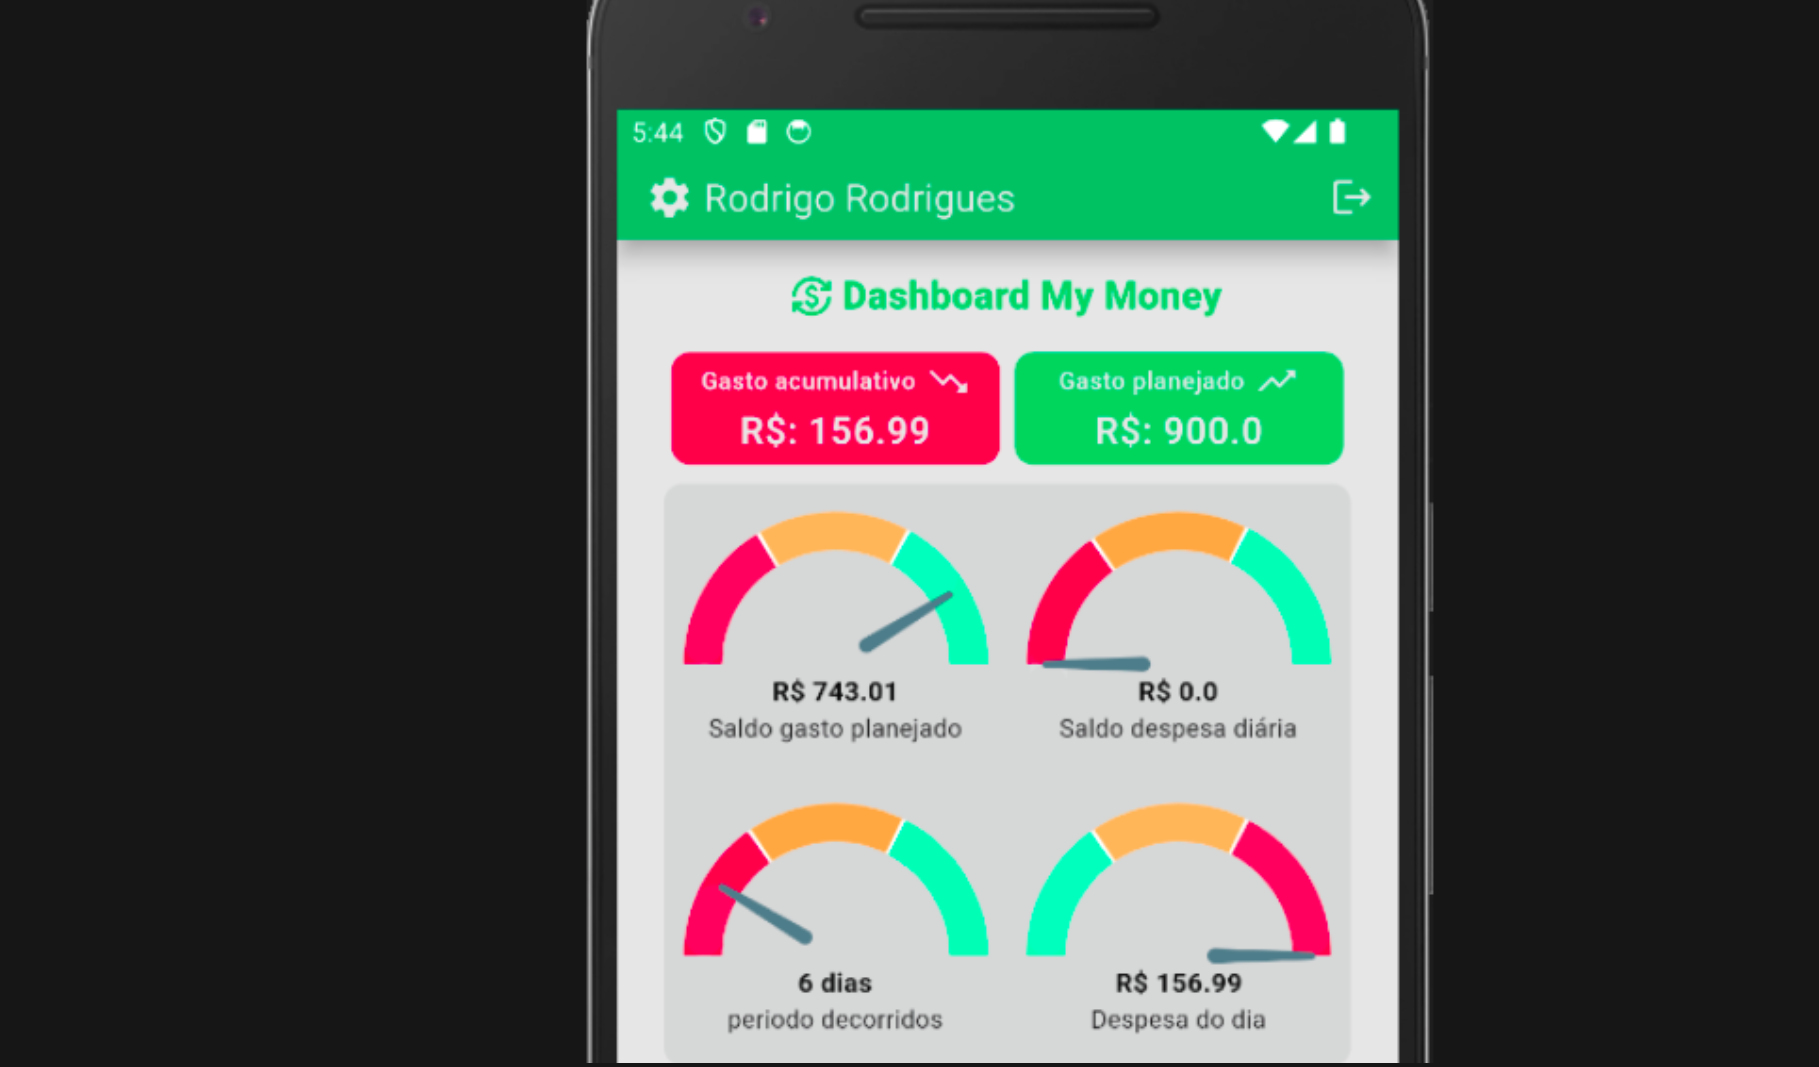 5:44
Rodrigo Rodrigues
Dashboard My Money
Gasto acumulativo
R$: 156.99
Gasto planejado
R$: 900.0
R$ 743.01
Saldo gasto planejado
R$ 0.0
Saldo despesa diária
6 dias
periodo decorridos
R$ 156.99
Despesa do dia